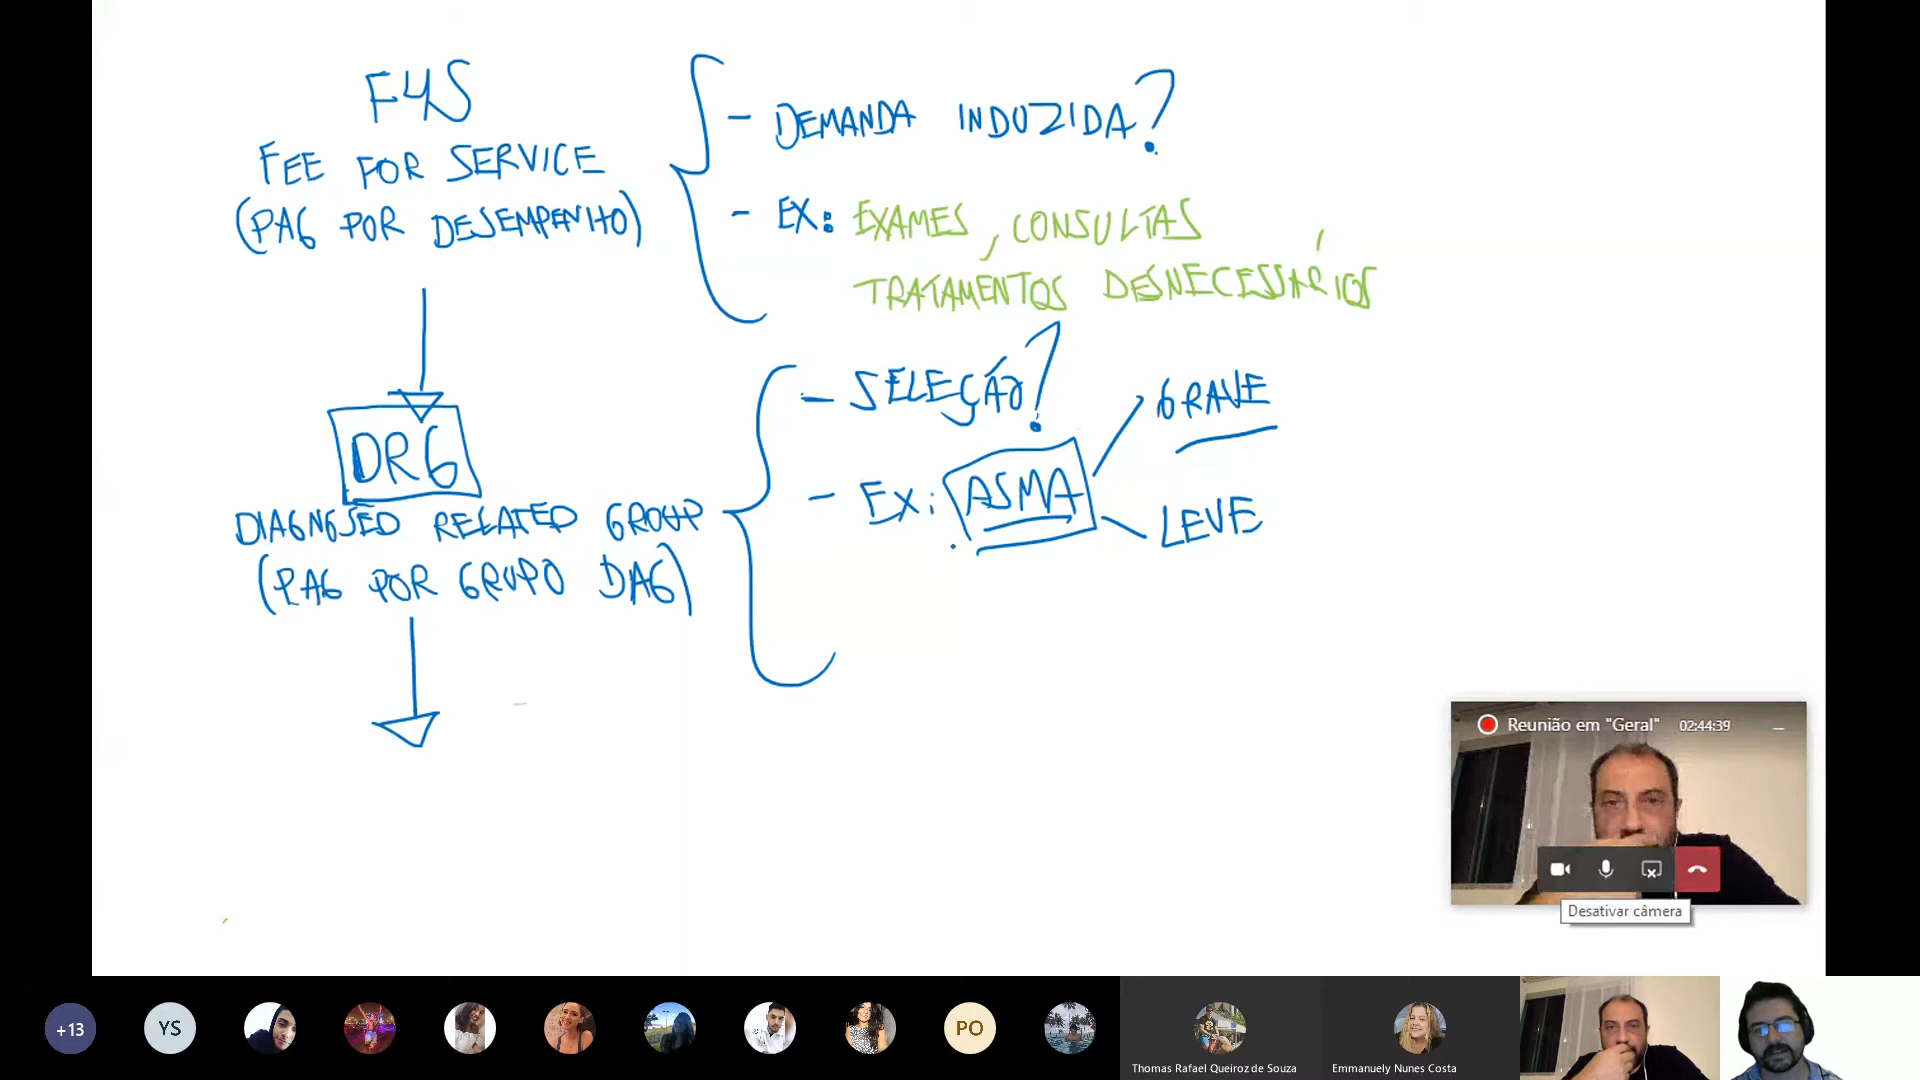 F4S
FEE FOR SERVICE
(PAG POR DESEMPENHO)
- DEMANDA INDUZIDA?
- EX: EXAMES, CONSULTAS
TRATAMENTOS DESNECESSÁRIOS
DRG
DIAGNOSED RELATED GROUP
(PAG POR GRUPO DAG)
- SELEÇÃO?
- EX: ASMA
GRAVE
LEVE
Reunião em "Geral" 02:44:39
Desativar câmera
+13
YS
PO
Thomas Rafael Queiroz de Souza
Emmanuely Nunes Costa